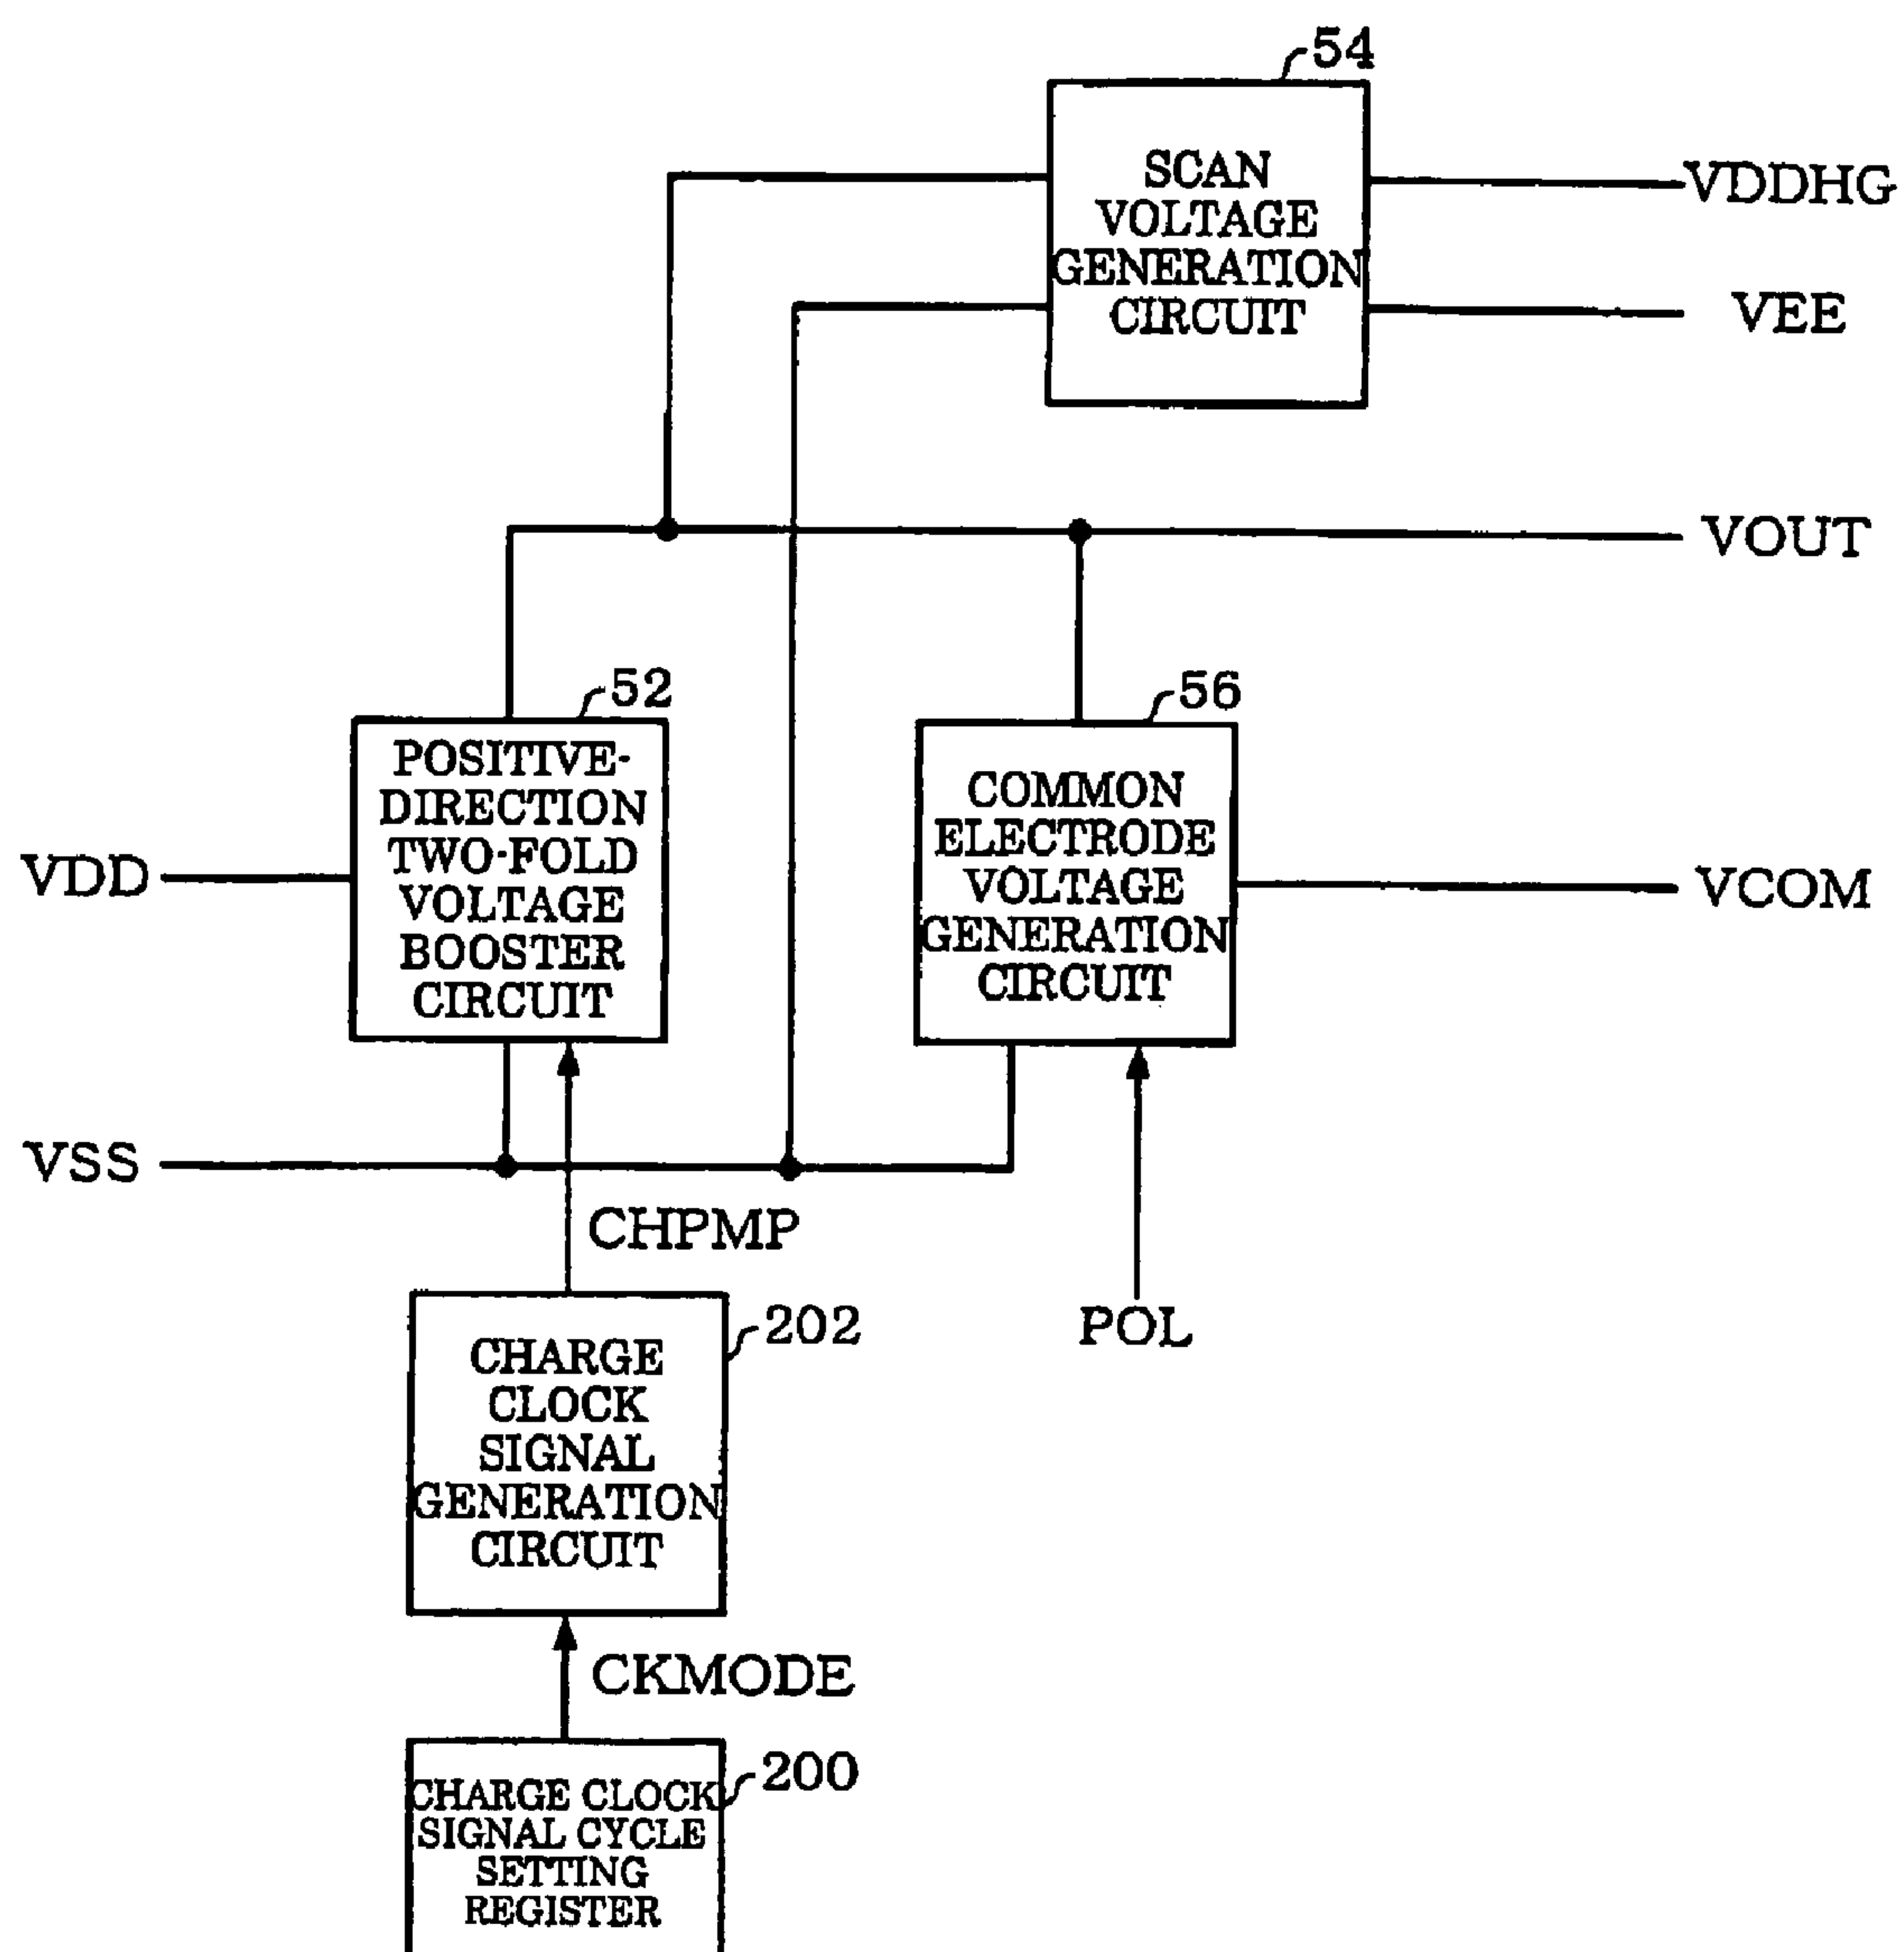 54
SCAN
VOLTAGE
GENERATION
CIRCUIT
VDDHG
VEE
VOUT
52
POSITIVE-
DIRECTION
TWO-FOLD
VOLTAGE
BOOSTER
CIRCUIT
56
COMMON
ELECTRODE
VOLTAGE
GENERATION
CIRCUIT
VDD
VCOM
VSS
CHPMP
POL
202
CHARGE
CLOCK
SIGNAL
GENERATION
CIRCUIT
CKMODE
200
CHARGE CLOCK
SIGNAL CYCLE
SETTING
REGISTER